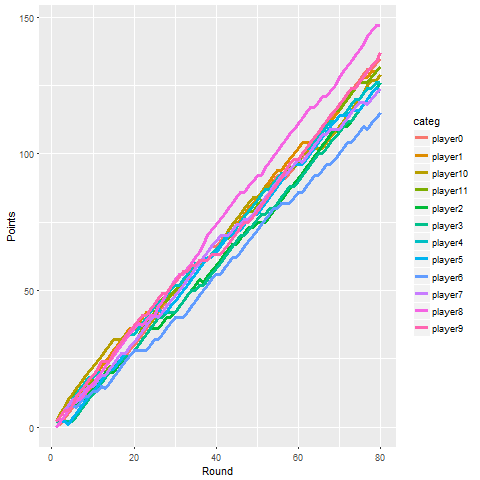 150
100
50
0
Points
0
20
40
60
80
Round
categ
player0
player1
player10
player11
player2
player3
player4
player5
player6
player7
player8
player9